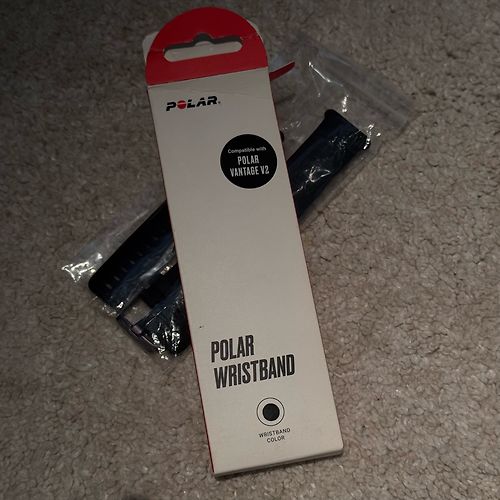 POLAR.
Compatible with
POLAR
VANTAGE V2
POLAR
WRISTBAND
WRISTBAND
COLOR